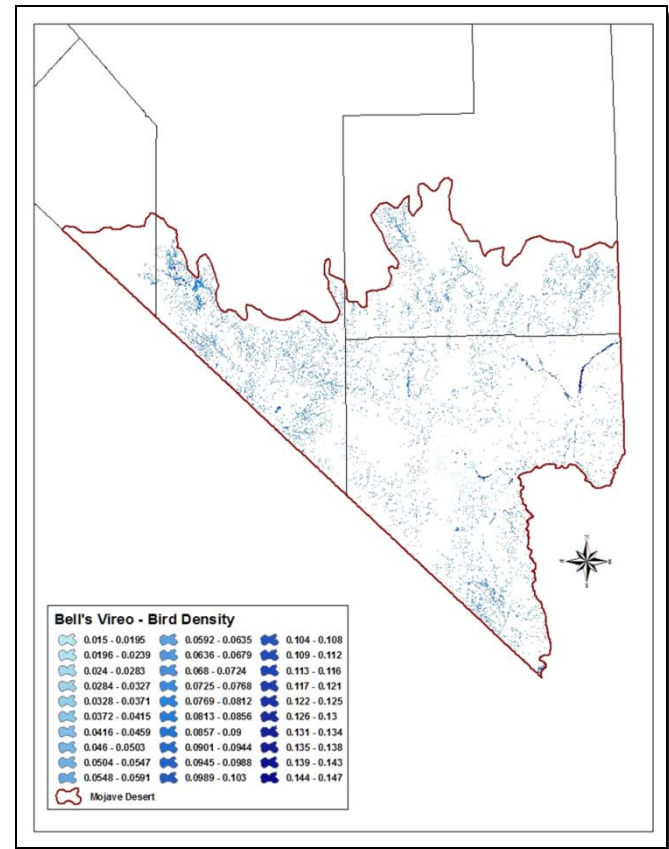 Bell's Vireo - Bird Density
0.015 - 0.0195 0.0592 - 0.0635 0.104 - 0.108
0.0196 - 0.0239 0.0636 - 0.0679 0.109 - 0.112
0.024 - 0.0283 0.068 - 0.0724 0.113 - 0.116
0.0284 - 0.0327 0.0725 - 0.0768 0.117 - 0.121
0.0328 - 0.0371 0.0769 - 0.0812 0.122 - 0.125
0.0372 - 0.0415 0.0813 - 0.0856 0.126 - 0.13
0.0416 - 0.0459 0.0857 - 0.09 0.131 - 0.134
0.046 - 0.0503 0.0901 - 0.0944 0.135 - 0.138
0.0504 - 0.0547 0.0945 - 0.0988 0.139 - 0.143
0.0548 - 0.0591 0.0989 - 0.103 0.144 - 0.147
Mojave Desert